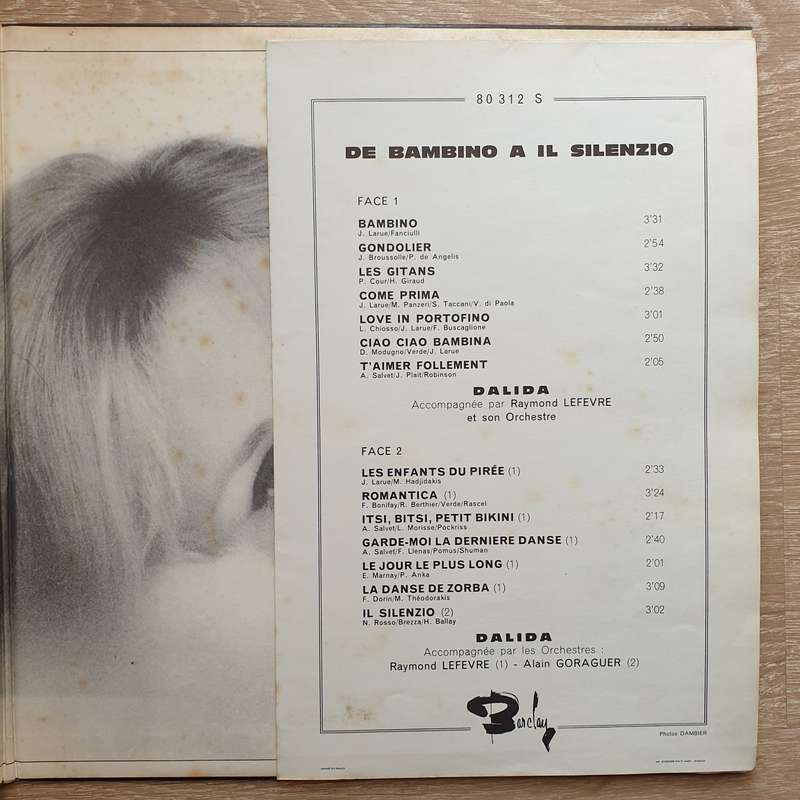 80 312 S
DE BAMBINO A IL SILENZIO
FACE 1
BAMBINO 3'31
J. Larue/Fanciulli
GONDOLIER 2'54
J. Broussolle/P. de Angelis
LES GITANS 3'32
P. Cour/H. Giraud
COME PRIMA 2'38
J. Larue/M. Panzeri/S. Taccani/V. di Paola
LOVE IN PORTOFINO 3'01
L. Chiosso/J. Larue/F. Buscaglione
CIAO CIAO BAMBINA 2'50
D. Modugno/Verde/J. Larue
T'AIMER FOLLEMENT 2'05
A. Salvet/J. Plait/Robinson
DALIDA
Accompagnée par Raymond LEFEVRE
et son Orchestre
FACE 2
LES ENFANTS DU PIRÉE (1) 2'33
J. Larue/M. Hadjidakis
ROMANTICA (1) 3'24
F. Bonifay/R. Berthier/Verde/Rascel
ITSI, BITSI, PETIT BIKINI (1) 2'17
A. Salvet/L. Morisse/Pockriss
GARDE-MOI LA DERNIERE DANSE (1) 2'40
A. Salvet/F. Llenas/Pomus/Shuman
LE JOUR LE PLUS LONG (1) 2'01
E. Marnay/P. Anka
LA DANSE DE ZORBA (1) 3'09
F. Dorin/M. Théodorakis
IL SILENZIO (2) 3'02
N. Rosso/Brezza/H. Ballay
DALIDA
Accompagnée par les Orchestres :
Raymond LEFEVRE (1) - Alain GORAGUER (2)
Barclay
Photos DAMBIER